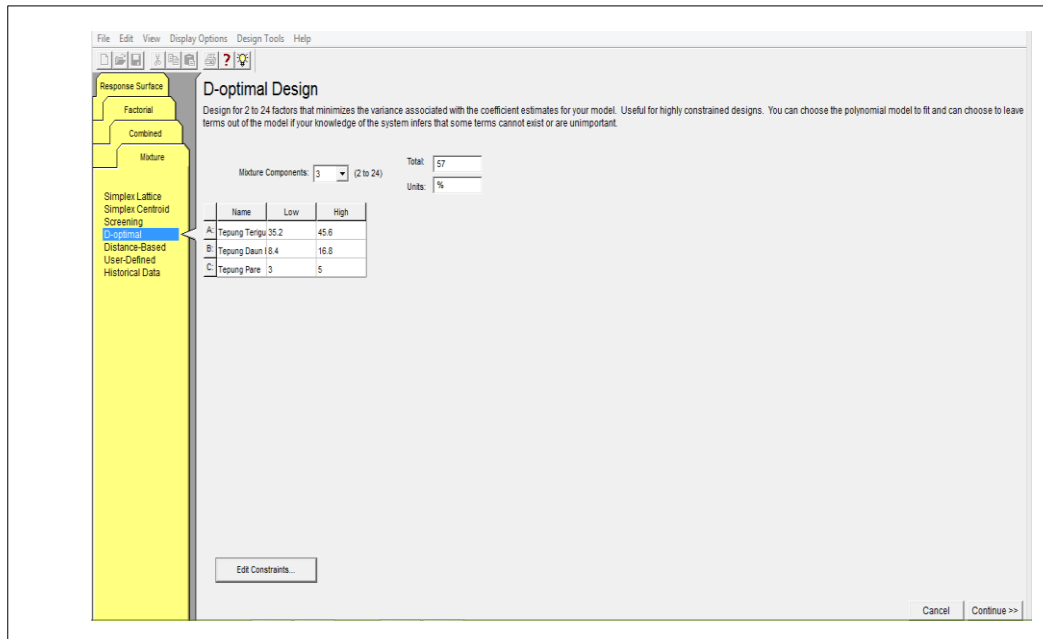 File Edit View Display Options Design Tools Help
Response Surface
Factorial
Combined
Mixture
Simplex Lattice
Simplex Centroid
Screening
D-optimal
Distance-Based
User-Defined
Historical Data
D-optimal Design
Design for 2 to 24 factors that minimizes the variance associated with the coefficient estimates for your model. Useful for highly constrained designs. You can choose the polynomial model to fit and can choose to leave
terms out of the model if your knowledge of the system infers that some terms cannot exist or are unimportant.
Mixture Components: 3 (2 to 24)
Total: 57
Units: %
Name Low High
A: Tepung Terigu 35.2 45.6
B: Tepung Daun 8.4 16.8
C: Tepung Pare 3 5
Edit Constraints...
Cancel Continue >>